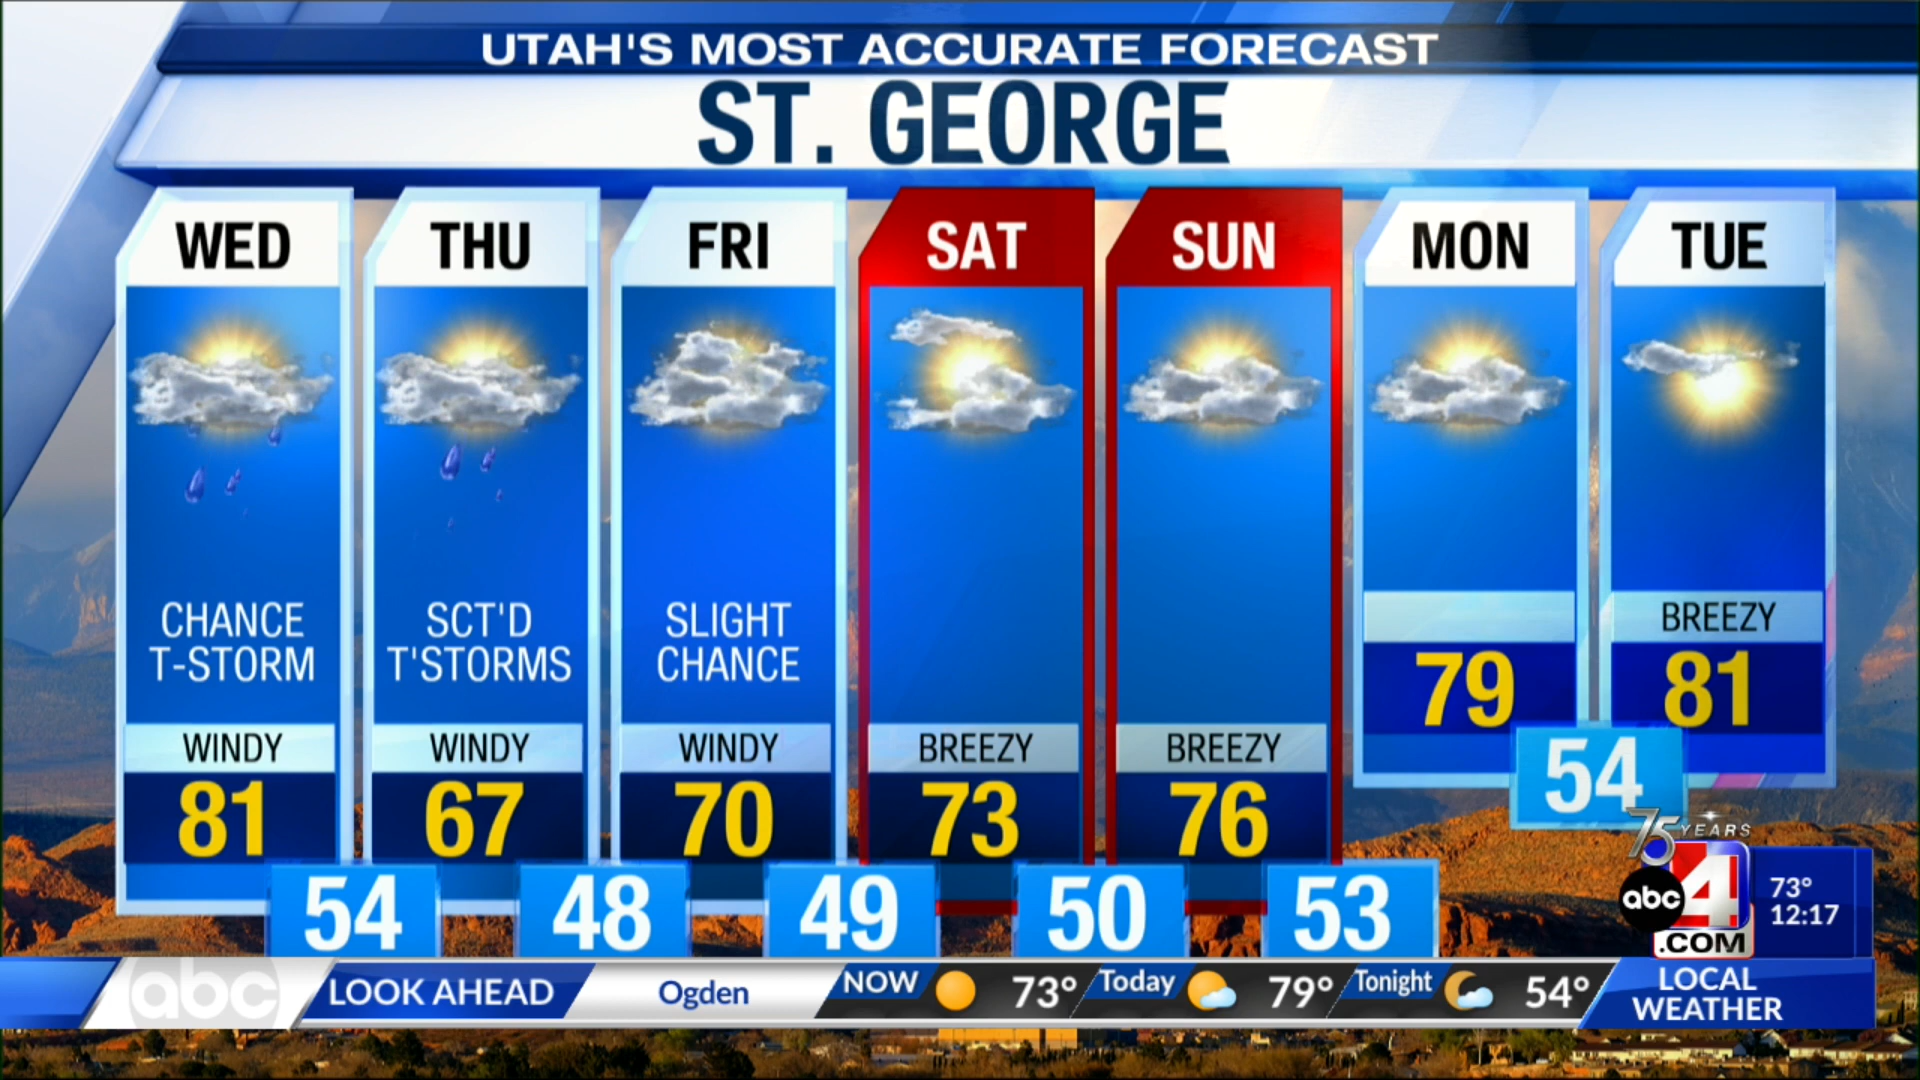 UTAH'S MOST ACCURATE FORECAST
ST. GEORGE
WED
THU
FRI
SAT
SUN
MON
TUE
CHANCE
T-STORM
SCT'D
T'STORMS
SLIGHT
CHANCE
WINDY
WINDY
WINDY
BREEZY
BREEZY
BREEZY
81
67
70
73
76
79
81
54
48
49
50
53
54
75 YEARS
abc 4
.COM
73°
12:17
abc
LOOK AHEAD
Ogden
NOW
73°
Today
79°
Tonight
54°
LOCAL
WEATHER